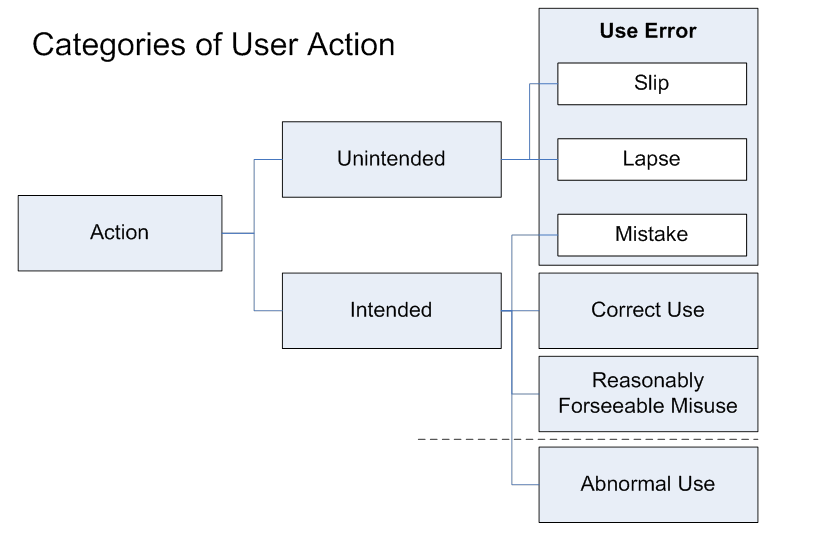 Categories of User Action
Use Error
Slip
Unintended
Lapse
Action
Mistake
Intended
Correct Use
Reasonably
Forseeable Misuse
Abnormal Use